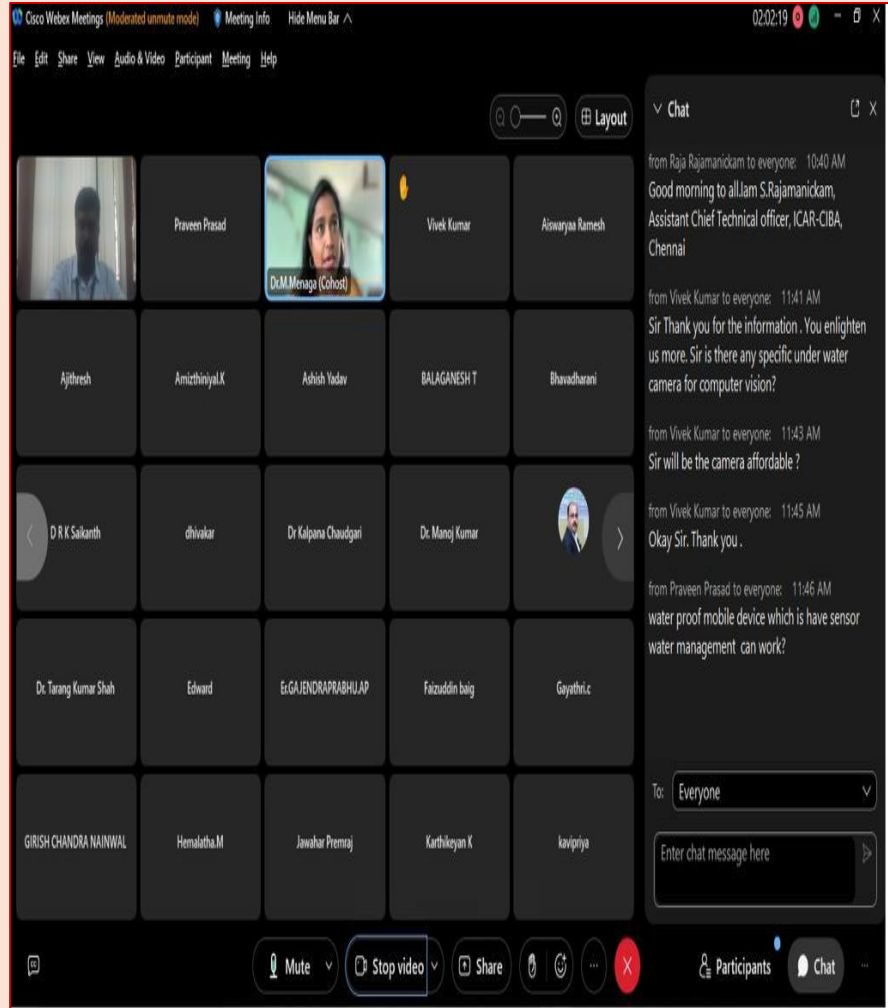 Cisco Webex Meetings (Moderated unmute mode) Meeting Info Hide Menu Bar
02:02:19
File Edit Share View Audio & Video Participant Meeting Help
Layout
Praveen Prasad
Dr.M.Menaga (Cohost)
Vivek Kumar
Aiswaryaa Ramesh
Ajithresh
Amizthiniyal.K
Ashish Yadav
BALAGANESH T
Bhavadharani
D R K Saikanth
dhivakar
Dr Kalpana Chaudgari
Dr. Manoj Kumar
Dr. Tarang Kumar Shah
Edward
Er.GAJENDRAPRABHU.AP
Faizuddin baig
Gayathri.c
GIRISH CHANDRA NAINWAL
Hemalatha.M
Jawahar Premraj
Karthikeyan K
kavipriya
Chat
from Raja Rajamanickam to everyone: 10:40 AM
Good morning to all.Iam S.Rajamanickam,
Assistant Chief Technical officer, ICAR-CIBA,
Chennai
from Vivek Kumar to everyone: 11:41 AM
Sir Thank you for the information . You enlighten
us more. Sir is there any specific under water
camera for computer vision?
from Vivek Kumar to everyone: 11:43 AM
Sir will be the camera affordable ?
from Vivek Kumar to everyone: 11:45 AM
Okay Sir. Thank you .
from Praveen Prasad to everyone: 11:46 AM
water proof mobile device which is have sensor
water management can work?
To: Everyone
Enter chat message here
Mute
Stop video
Share
Participants
Chat